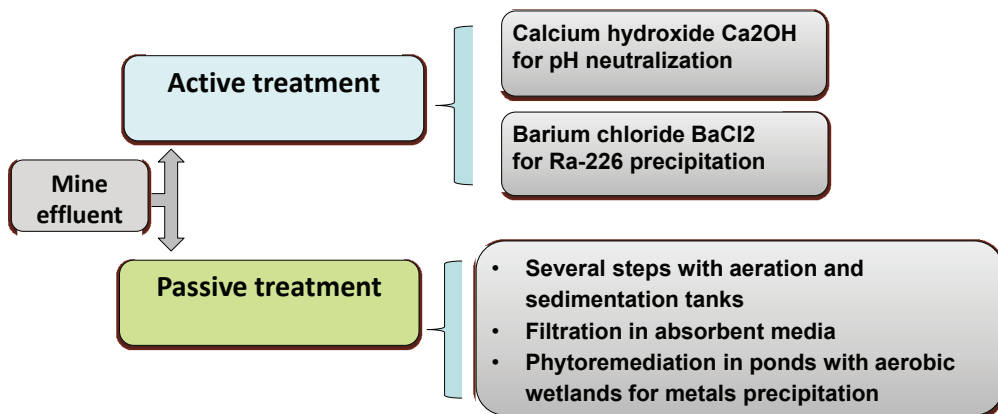 Mine
effluent
Active treatment
Calcium hydroxide Ca2OH
for pH neutralization
Barium chloride BaCl2
for Ra-226 precipitation
Passive treatment
• Several steps with aeration and
sedimentation tanks
• Filtration in absorbent media
• Phytoremediation in ponds with aerobic
wetlands for metals precipitation